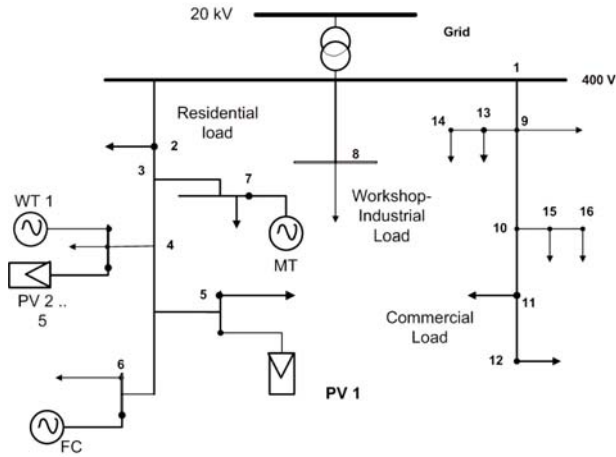 20 kV
Grid
1
400 V
Residential
load
2
3
7
8
14
13
9
WT 1
4
MT
Workshop-
Industrial
Load
10
15
16
PV 2 ..
5
5
11
Commercial
Load
6
12
PV 1
FC